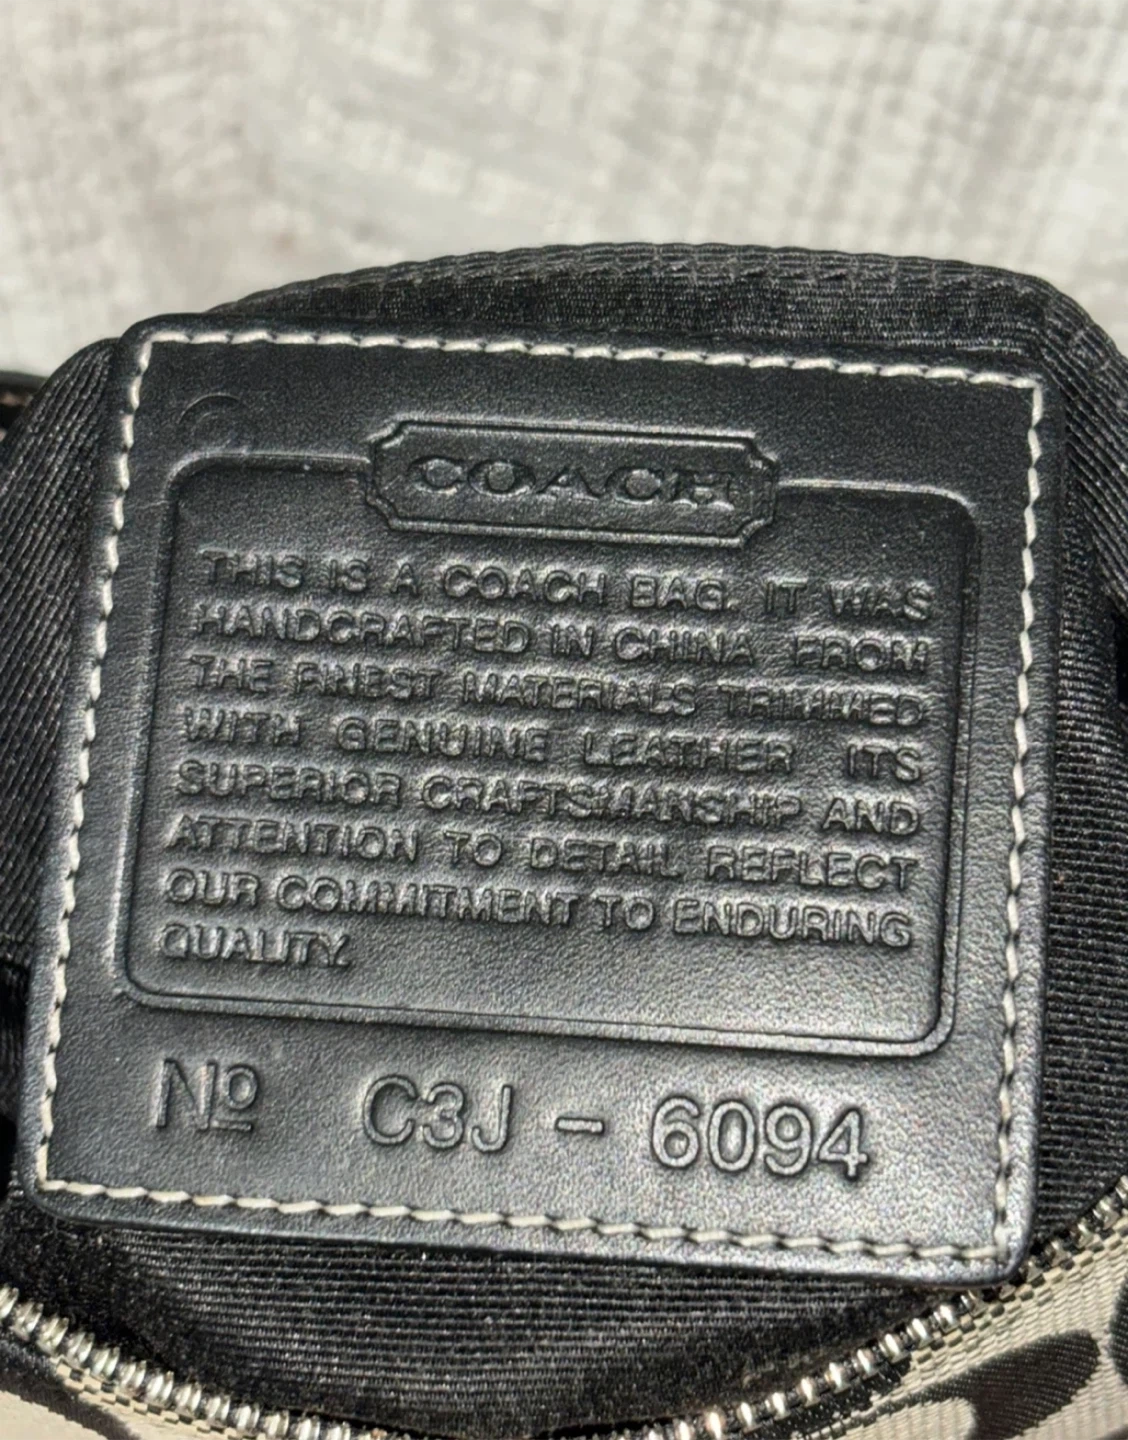 COACH
THIS IS A COACH BAG. IT WAS
HANDCRAFTED IN CHINA FROM
THE FINEST MATERIALS TRIMMED
WITH GENUINE LEATHER ITS
SUPERIOR CRAFTSMANSHIP AND
ATTENTION TO DETAIL REFLECT
OUR COMMITMENT TO ENDURING
QUALITY.
Nº C3J - 6094